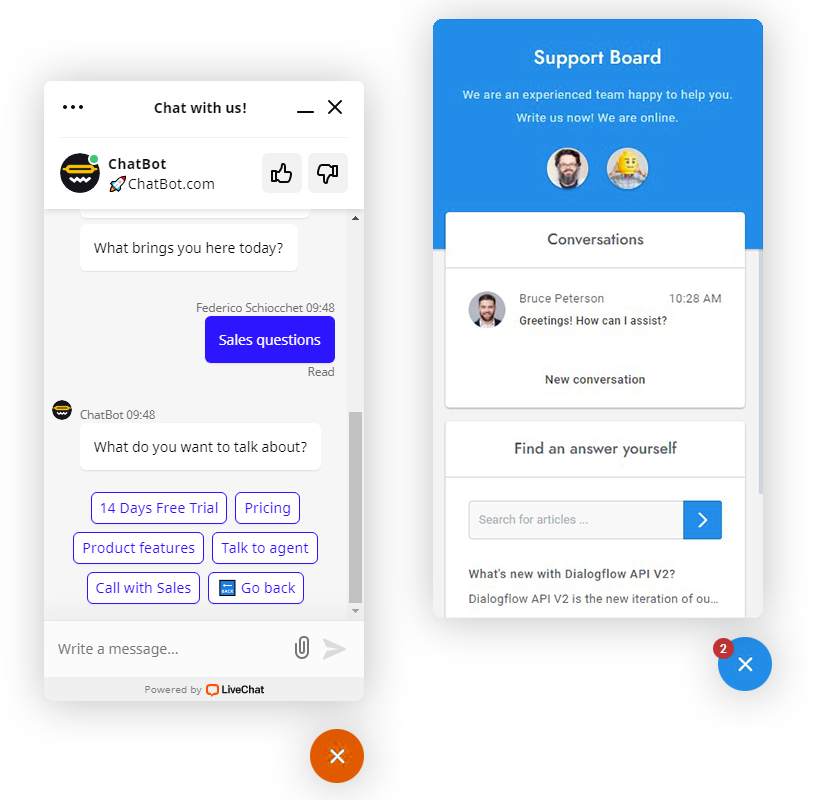 Chat with us!
ChatBot
🚀ChatBot.com
What brings you here today?
Federico Schiocchet 09:48
Sales questions
Read
ChatBot 09:48
What do you want to talk about?
14 Days Free Trial
Pricing
Product features
Talk to agent
Call with Sales
BACK Go back
Write a message...
Powered by LiveChat
Support Board
We are an experienced team happy to help you.
Write us now! We are online.
Conversations
Bruce Peterson 10:28 AM
Greetings! How can I assist?
New conversation
Find an answer yourself
Search for articles ...
What's new with Dialogflow API V2?
Dialogflow API V2 is the new iteration of ou...
2